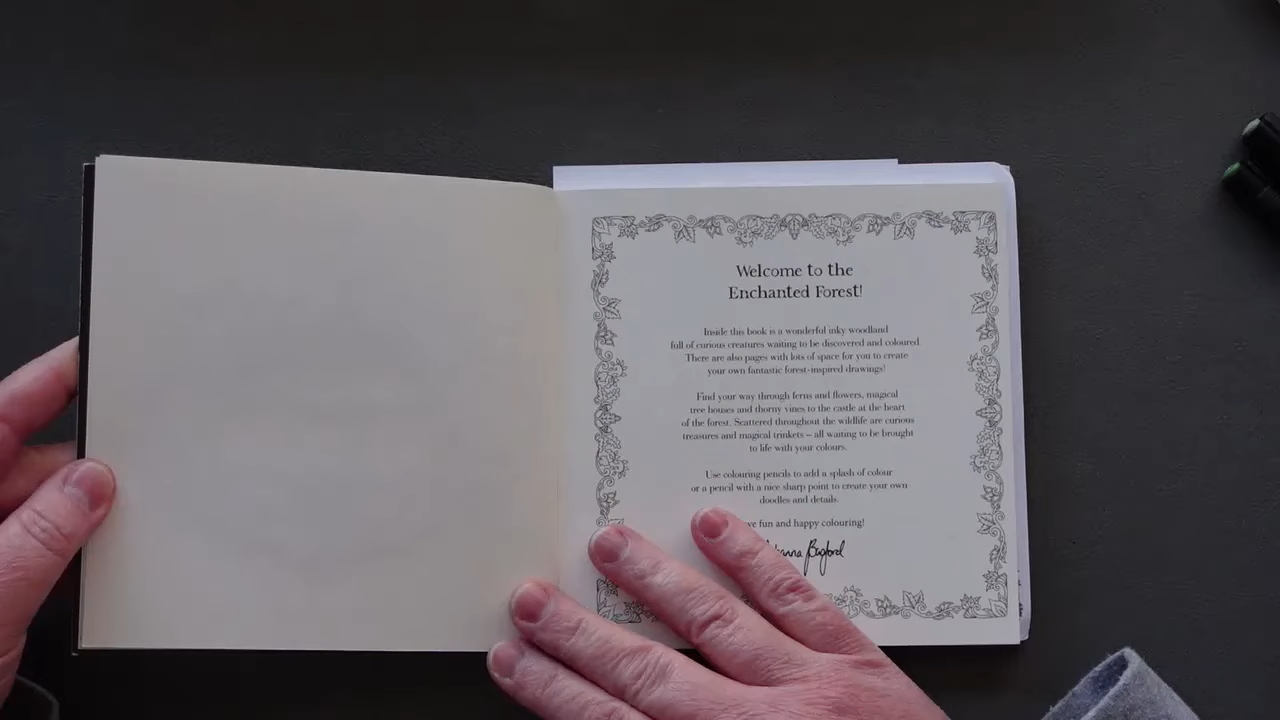 Welcome to the
Enchanted Forest!
Inside this book is a wonderful inky woodland
full of curious creatures waiting to be discovered and coloured.
There are also pages with lots of space for you to create
your own fantastic forest-inspired drawings!
Find your way through ferns and flowers, magical
tree houses and thorny vines to the castle at the heart
of the forest. Scattered throughout the wildlife are curious
treasures and magical trinkets – all waiting to be brought
to life with your colours.
Use colouring pencils to add a splash of colour
or a pencil with a nice sharp point to create your own
doodles and details.
fun and happy colouring!